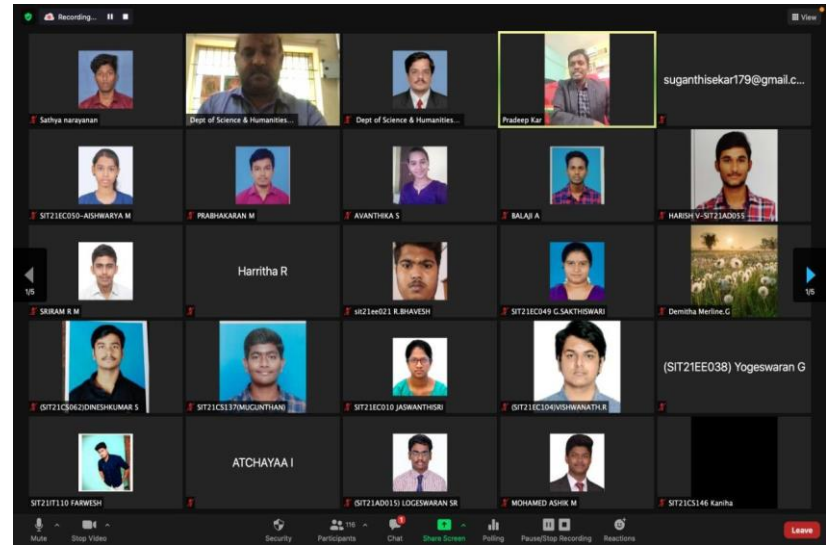 Recording...
View
Sathya narayanan
Dept of Science & Humanities...
Dept of Science & Humanities...
Pradeep Kar
suganthisekar179@gmail.c...
SIT21EC050-AISHWARYA M
PRABHAKARAN M
AVANTHIKA S
BALAJI A
HARISH V-SIT21AD055
1/5
SRIRAM R M
Harritha R
sit21ee021 R.BHAVESH
SIT21EC049 G.SAKTHISWARI
Demitha Merline.G
1/5
(SIT21CS062)DINESHKUMAR S
SIT21CS137(MUGUNTHAN)
SIT21EC010 JASWANTHISRI
(SIT21EC104)VISHWANATH.R
(SIT21EE038) Yogeswaran G
SIT21IT110 FARWESH
ATCHAYAA I
(SIT21AD015) LOGESWARAN SR
MOHAMED ASHIK M
SIT21CS146 Kaniha
Mute
Stop Video
Security
116
Participants
1
Chat
Share Screen
Polling
Pause/Stop Recording
Reactions
Leave